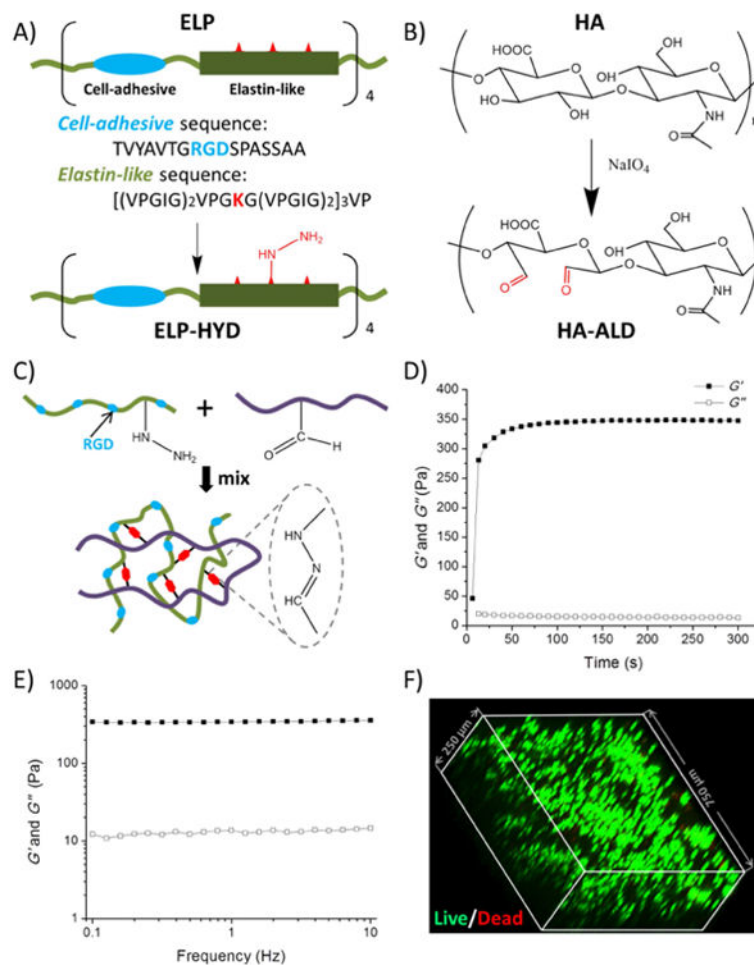 A)
ELP
4
Cell-adhesive
Elastin-like
Cell-adhesive sequence:
TVYAVTGRGDSPASSAA
Elastin-like sequence:
[(VPGIG)2VPGKG(VPGIG)2]3VP
NH2
HN
4
ELP-HYD
B)
HA
HOOC
OH
O
O
HO
O
HO
OH
O
NH
O
NaIO4
HOOC
OH
O
O
HO
O
O
O
O
NH
O
HA-ALD
C)
RGD
HN
NH2
+
O
H
mix
HN
N
HC
D)
G'
G''
G' and G'' (Pa)
400
350
300
250
200
150
100
50
0
0 50 100 150 200 250 300
Time (s)
E)
G' and G'' (Pa)
1000
100
10
1
0.1 1 10
Frequency (Hz)
F)
250 µm
750 µm
Live/Dead